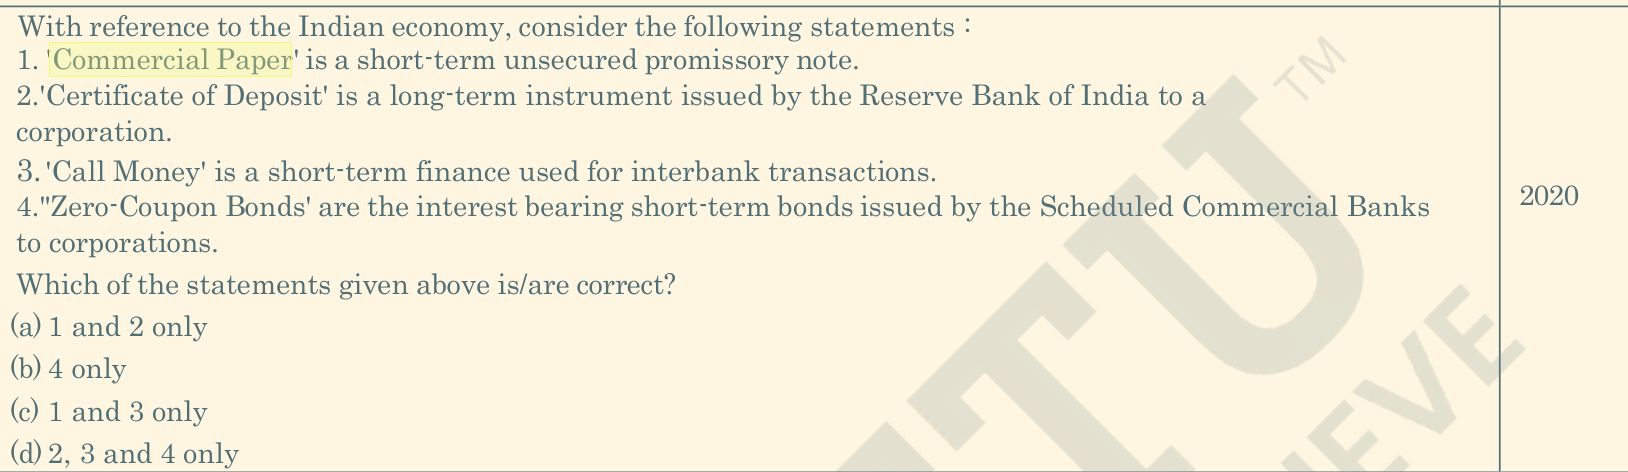 With reference to the Indian economy, consider the following statements :
1. 'Commercial Paper' is a short-term unsecured promissory note.
2.'Certificate of Deposit' is a long-term instrument issued by the Reserve Bank of India to a
corporation.
3. 'Call Money' is a short-term finance used for interbank transactions.
4."Zero-Coupon Bonds' are the interest bearing short-term bonds issued by the Scheduled Commercial Banks
to corporations.
Which of the statements given above is/are correct?
(a) 1 and 2 only
(b) 4 only
(c) 1 and 3 only
(d) 2, 3 and 4 only
2020
TM